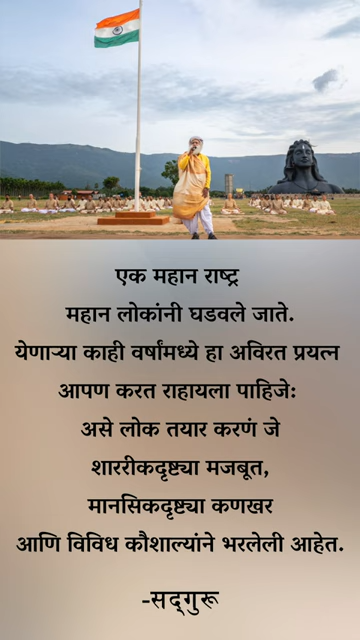 एक महान राष्ट्र
महान लोकांनी घडवले जाते.
येणाऱ्या काही वर्षांमध्ये हा अविरत प्रयत्न
आपण करत राहायला पाहिजे:
असे लोक तयार करणं जे
शाररीकदृष्ट्या मजबूत,
मानसिकदृष्ट्या कणखर
आणि विविध कौशाल्यांने भरलेली आहेत.
-सद्‌गुरू